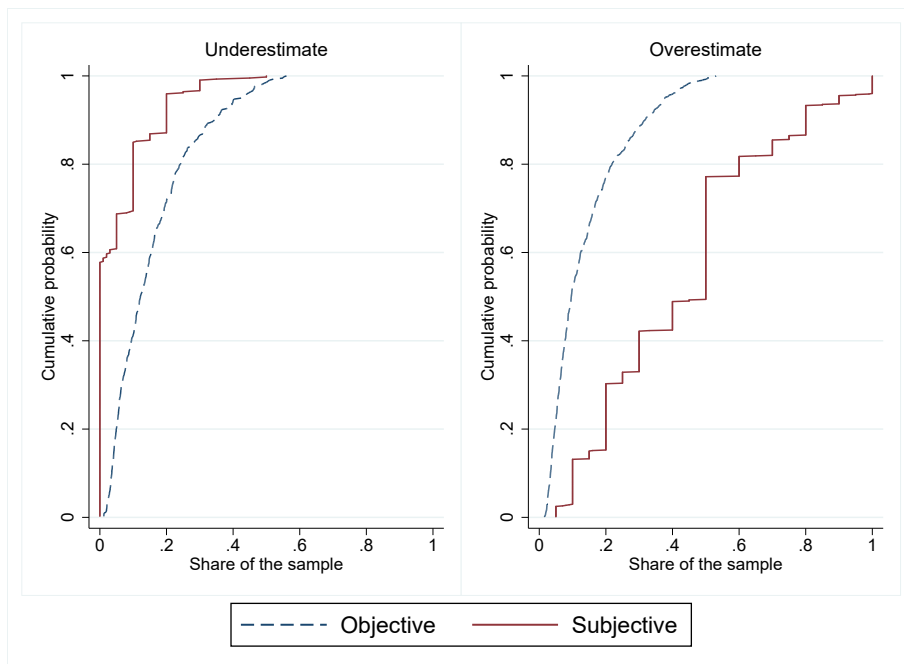 Underestimate
Cumulative probability
0
.2
.4
.6
.8
1
0 .2 .4 .6 .8 1
Share of the sample
Overestimate
Cumulative probability
0
.2
.4
.6
.8
1
0 .2 .4 .6 .8 1
Share of the sample
Objective Subjective